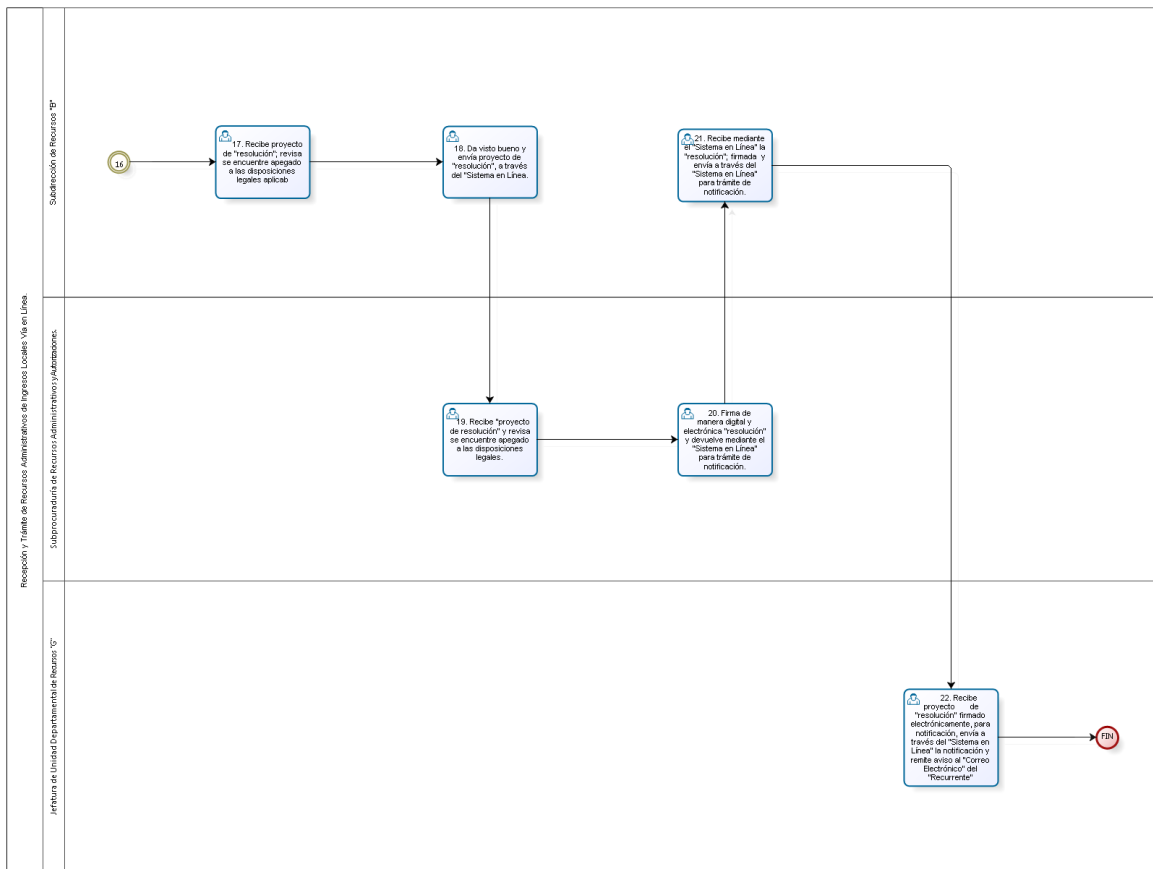 Recepción y Trámite de Recursos Administrativos de Ingresos Locales Vía en Línea.
Subdirección de Recursos "B"
16
17. Recibe proyecto
de "resolución"; revisa
se encuentre apegado
a las disposiciones
legales aplicab
18. Da visto bueno y
envía proyecto de
"resolución", a través
del "Sistema en Línea.
21. Recibe mediante
el "Sistema en Línea" la
"resolución"; firmada y
envía a través del
"Sistema en Línea"
para trámite de
notificación.
Subprocuraduría de Recursos Administrativos y Autorizaciones.
19. Recibe "proyecto
de resolución" y revisa
se encuentre apegado
a las disposiciones
legales.
20. Firma de
manera digital y
electrónica "resolución"
y devuelve mediante el
"Sistema en Línea"
para trámite de
notificación.
Jefatura de Unidad Departamental de Recursos "G"
22. Recibe
proyecto de
"resolución" firmado
electrónicamente, para
notificación, envía a
través del "Sistema en
Línea" la notificación y
remite aviso al "Correo
Electrónico" del
"Recurrente"
FIN